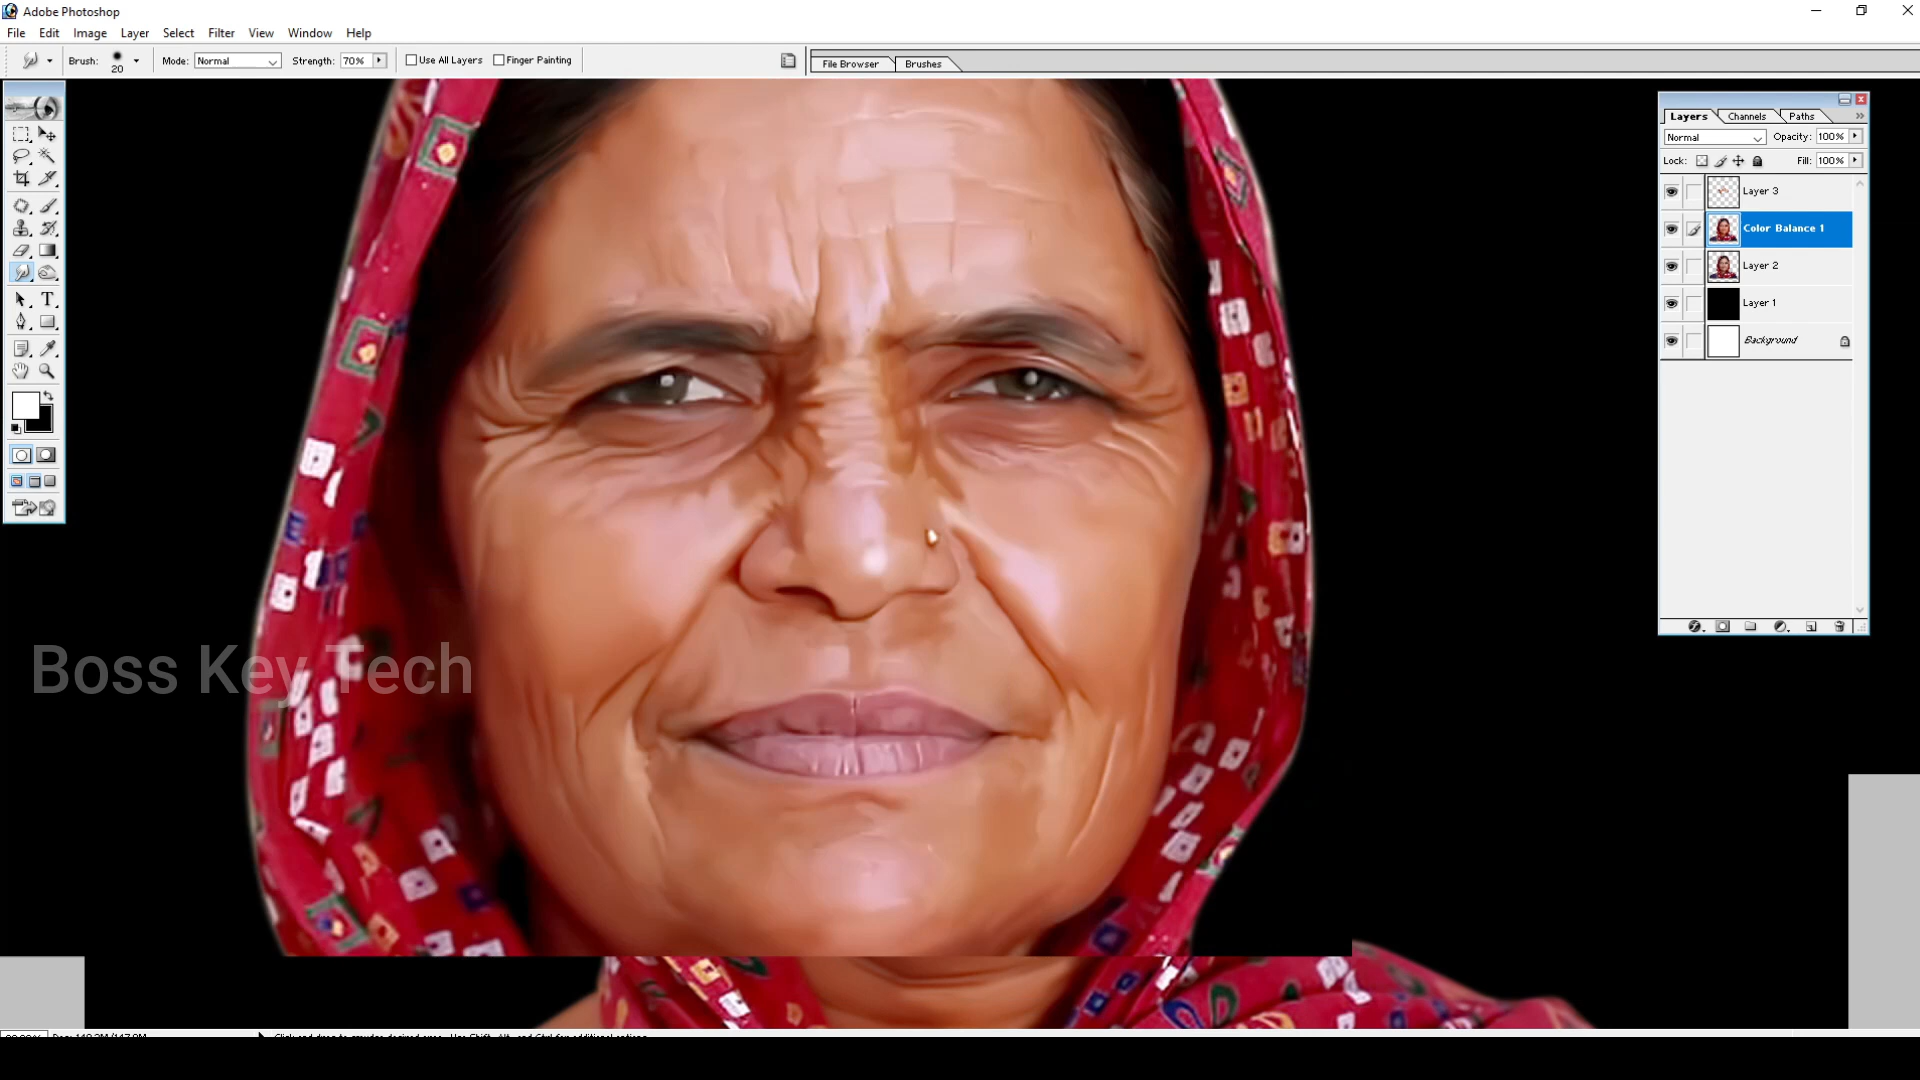 Adobe Photoshop
File Edit Image Layer Select Filter View Window Help
Brush: 20 Mode: Normal Strength: 70% Use All Layers Finger Painting File Browser Brushes
Layers Channels Paths
Normal Opacity: 100%
Lock: Fill: 100%
Layer 3
Color Balance 1
Layer 2
Layer 1
Background
T
Boss Key Tech